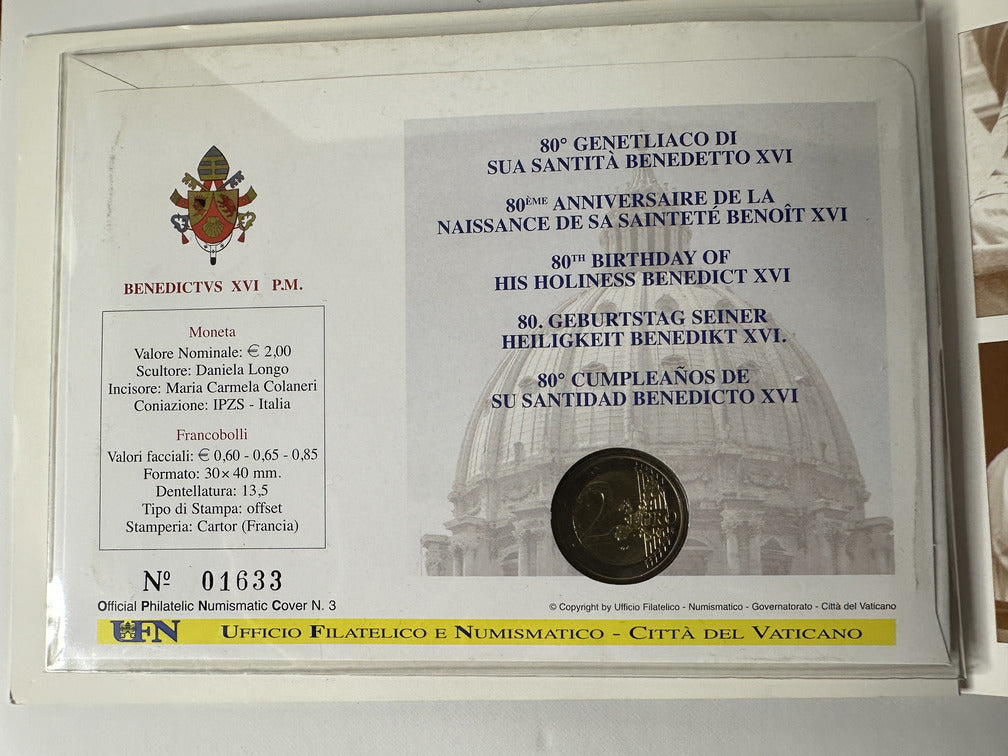 BENEDICTVS XVI P.M.
Moneta
Valore Nominale: € 2,00
Scultore: Daniela Longo
Incisore: Maria Carmela Colaneri
Coniazione: IPZS - Italia
Francobolli
Valori facciali: € 0,60 - 0,65 - 0,85
Formato: 30 × 40 mm.
Dentellatura: 13,5
Tipo di Stampa: offset
Stamperia: Cartor (Francia)
Nº 01633
Official Philatelic Numismatic Cover N. 3
80° GENETLIACO DI
SUA SANTITÀ BENEDETTO XVI
80ÈME ANNIVERSAIRE DE LA
NAISSANCE DE SA SAINTETÉ BENOÎT XVI
80TH BIRTHDAY OF
HIS HOLINESS BENEDICT XVI
80. GEBURTSTAG SEINER
HEILIGKEIT BENEDIKT XVI.
80° CUMPLEAÑOS DE
SU SANTIDAD BENEDICTO XVI
2 EURO
© Copyright by Ufficio Filatelico - Numismatico - Governatorato - Città del Vaticano
UFN UFFICIO FILATELICO E NUMISMATICO - CITTÀ DEL VATICANO